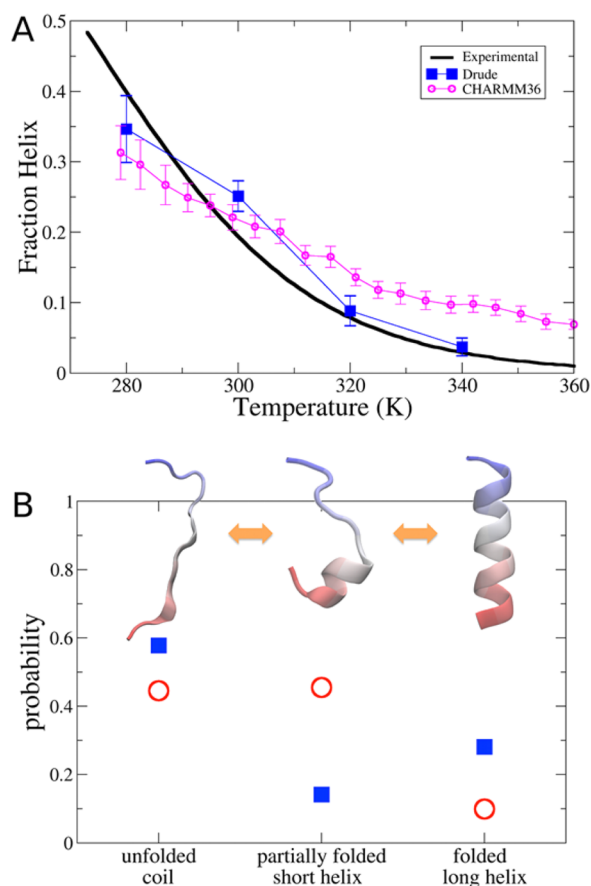 A
0.5
0.4
0.3
0.2
0.1
0
Fraction Helix
Experimental
Drude
CHARMM36
280 300 320 340 360
Temperature (K)
B
1
0.8
0.6
0.4
0.2
0
probability
unfolded coil
partially folded short helix
folded long helix